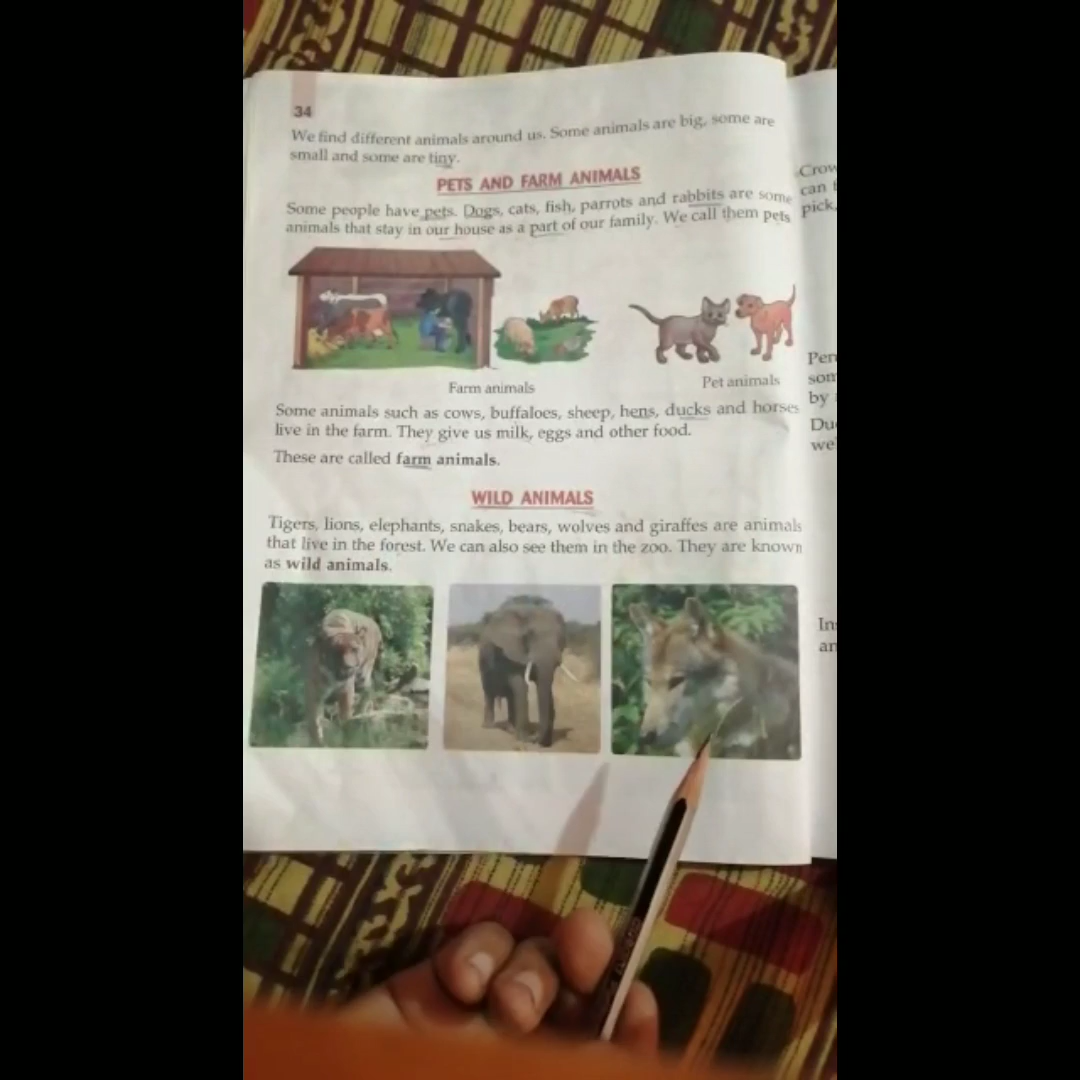 34
We find different animals around us. Some animals are big, some are
small and some are tiny.
PETS AND FARM ANIMALS
Some people have pets. Dogs, cats, fish, parrots and rabbits are some
animals that stay in our house as a part of our family. We call them pets
Farm animals
Pet animals
Some animals such as cows, buffaloes, sheep, hens, ducks and horses
live in the farm. They give us milk, eggs and other food.
These are called farm animals.
WILD ANIMALS
Tigers, lions, elephants, snakes, bears, wolves and giraffes are animals
that live in the forest. We can also see them in the zoo. They are known
as wild animals.
can
pick,
by